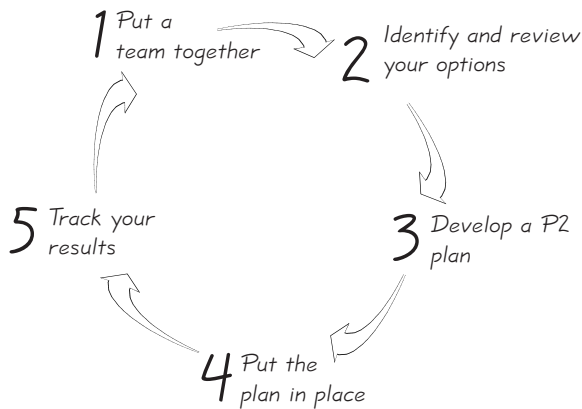 1 Put a
team together
2 Identify and review
your options
3 Develop a P2
plan
4 Put the
plan in place
5 Track your
results